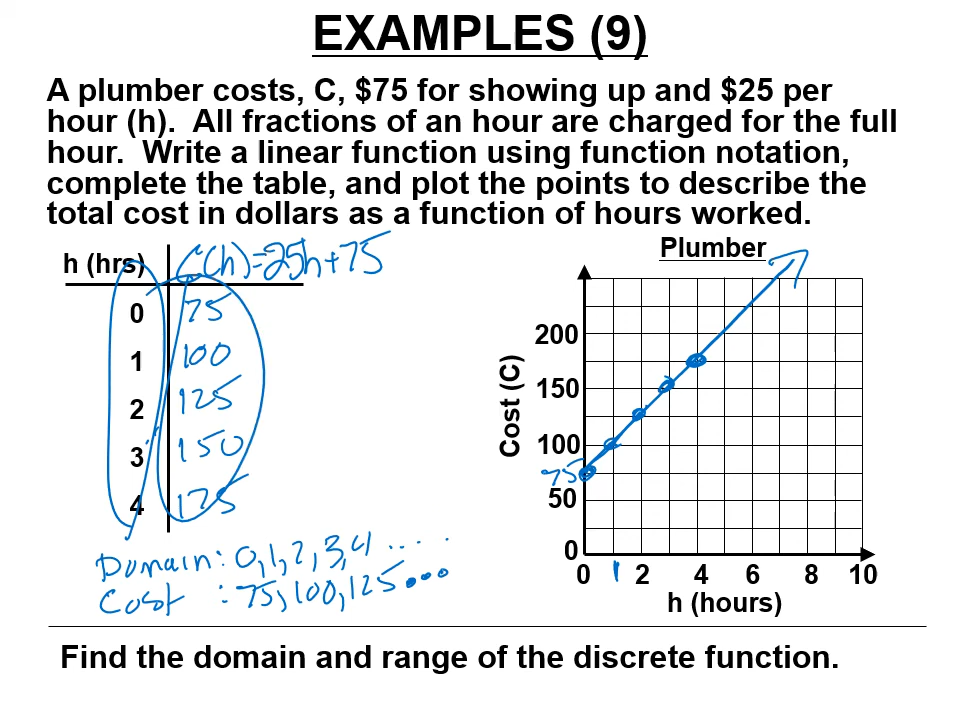 EXAMPLES (9)
A plumber costs, C, $75 for showing up and $25 per
hour (h). All fractions of an hour are charged for the full
hour. Write a linear function using function notation,
complete the table, and plot the points to describe the
total cost in dollars as a function of hours worked.
h (hrs) C(h)=25h+75
0 75
1 100
2 125
3 150
4 175
Domain: 0,1,2,3,4 ....
Cost : 75,100,125...
Plumber
Cost (C)
200
150
100
75
50
0
0 1 2 4 6 8 10
h (hours)
Find the domain and range of the discrete function.